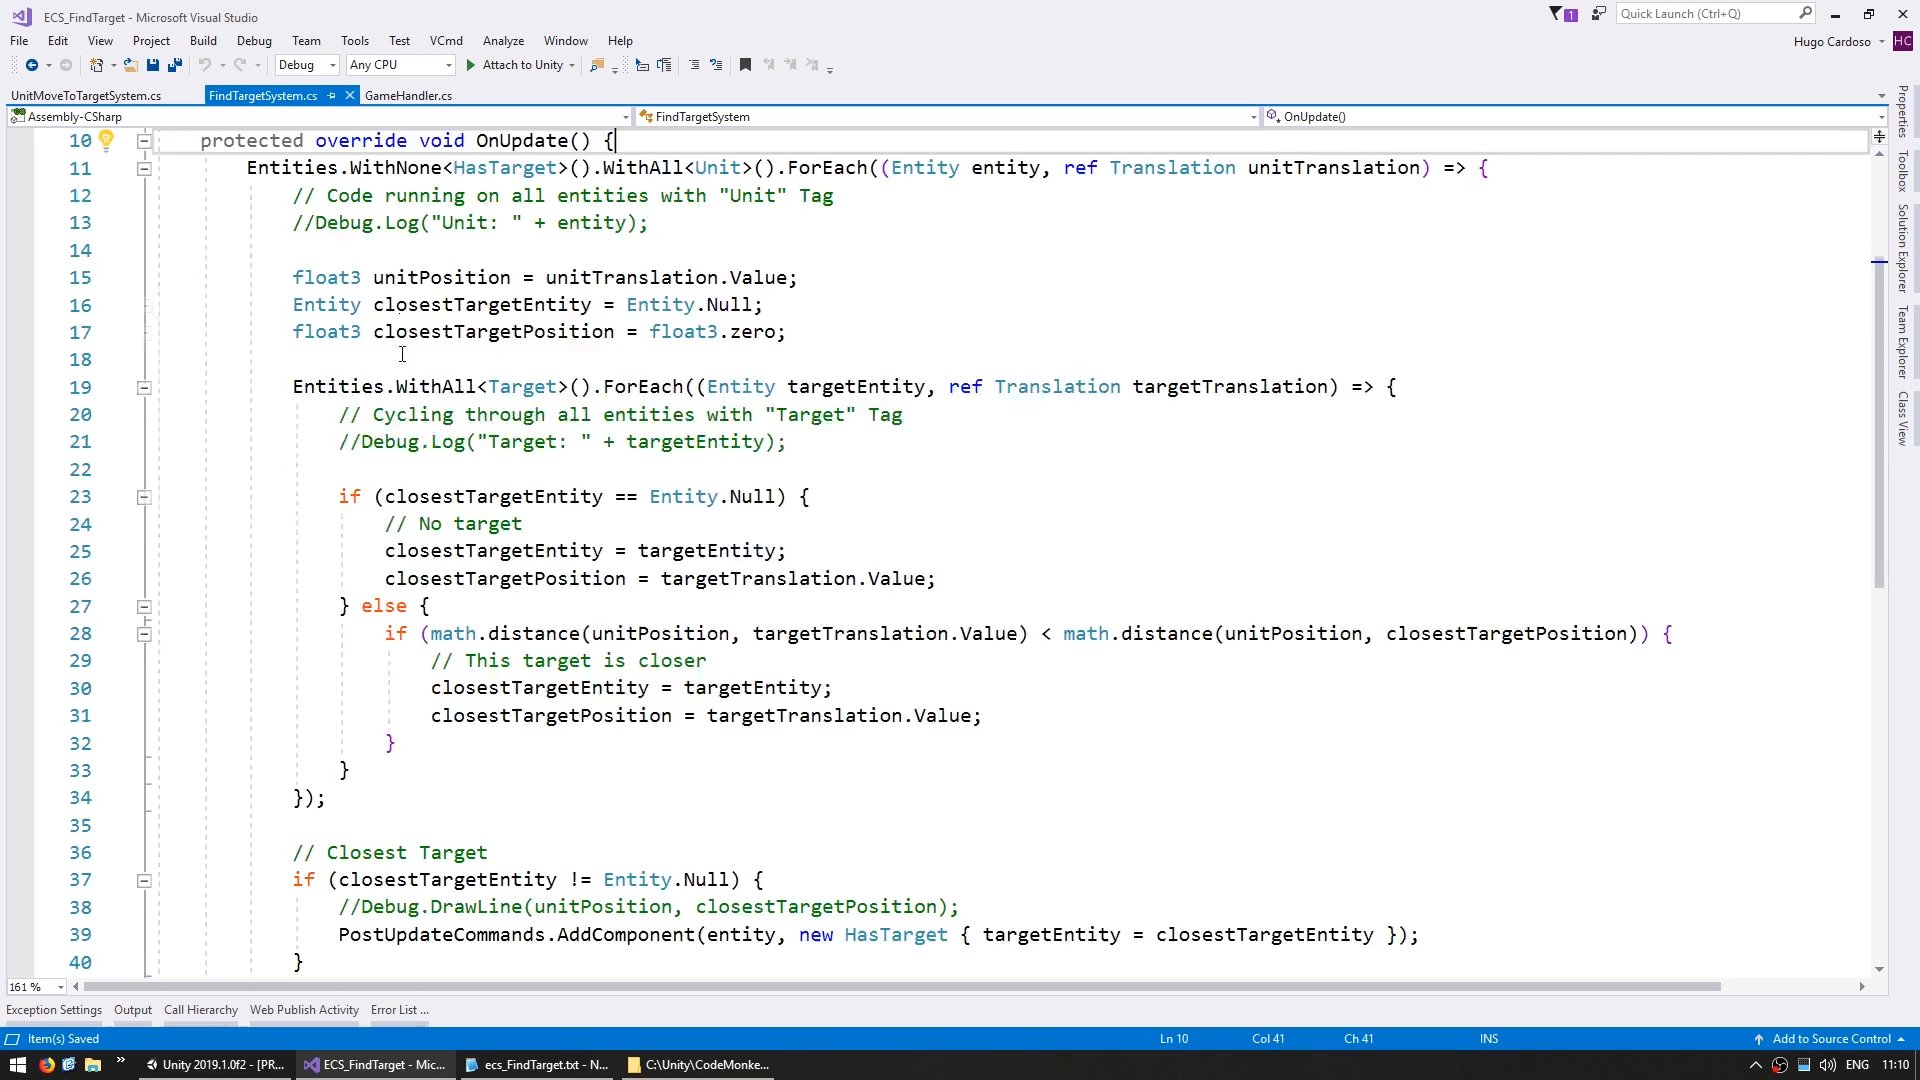 ECS_FindTarget - Microsoft Visual Studio
1
Quick Launch (Ctrl+Q)
File Edit View Project Build Debug Team Tools Test VCmd Analyze Window Help
Hugo Cardoso HC
Debug Any CPU Attach to Unity
UnitMoveToTargetSystem.cs FindTargetSystem.cs GameHandler.cs
Assembly-CSharp FindTargetSystem OnUpdate()
10 protected override void OnUpdate() {
11 Entities.WithNone<HasTarget>().WithAll<Unit>().ForEach((Entity entity, ref Translation unitTranslation) => {
12 // Code running on all entities with "Unit" Tag
13 //Debug.Log("Unit: " + entity);
14
15 float3 unitPosition = unitTranslation.Value;
16 Entity closestTargetEntity = Entity.Null;
17 float3 closestTargetPosition = float3.zero;
18
19 Entities.WithAll<Target>().ForEach((Entity targetEntity, ref Translation targetTranslation) => {
20 // Cycling through all entities with "Target" Tag
21 //Debug.Log("Target: " + targetEntity);
22
23 if (closestTargetEntity == Entity.Null) {
24 // No target
25 closestTargetEntity = targetEntity;
26 closestTargetPosition = targetTranslation.Value;
27 } else {
28 if (math.distance(unitPosition, targetTranslation.Value) < math.distance(unitPosition, closestTargetPosition)) {
29 // This target is closer
30 closestTargetEntity = targetEntity;
31 closestTargetPosition = targetTranslation.Value;
32 }
33 }
34 });
35
36 // Closest Target
37 if (closestTargetEntity != Entity.Null) {
38 //Debug.DrawLine(unitPosition, closestTargetPosition);
39 PostUpdateCommands.AddComponent(entity, new HasTarget { targetEntity = closestTargetEntity });
40 }
Properties
Toolbox
Solution Explorer
Team Explorer
Class View
161 %
Exception Settings Output Call Hierarchy Web Publish Activity Error List ...
Item(s) Saved Ln 10 Col 41 Ch 41 INS Add to Source Control
Unity 2019.1.0f2 - [PR... ECS_FindTarget - Mic... ecs_FindTarget.txt - N... C:\Unity\CodeMonke... ENG 11:10